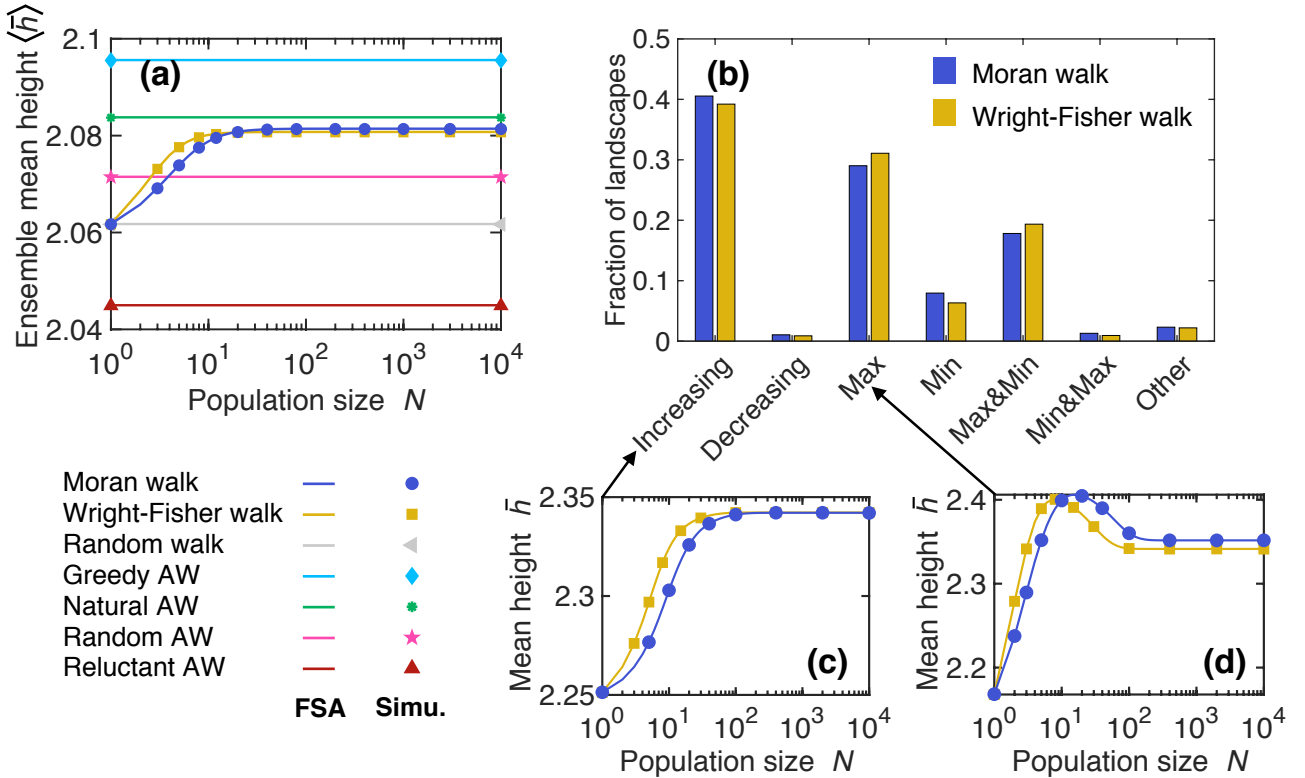 (a)
Ensemble mean height ⟨h̄⟩
2.1
2.08
2.06
2.04
10⁰ 10¹ 10² 10³ 10⁴
Population size N
(b)
Moran walk
Wright-Fisher walk
Fraction of landscapes
0.5
0.4
0.3
0.2
0.1
0
Increasing
Decreasing
Max
Min
Max&Min
Min&Max
Other
Moran walk
Wright-Fisher walk
Random walk
Greedy AW
Natural AW
Random AW
Reluctant AW
FSA Simu.
(c)
Mean height h̄
2.35
2.3
2.25
10⁰ 10¹ 10² 10³ 10⁴
Population size N
(d)
Mean height h̄
2.4
2.3
2.2
10⁰ 10¹ 10² 10³ 10⁴
Population size N